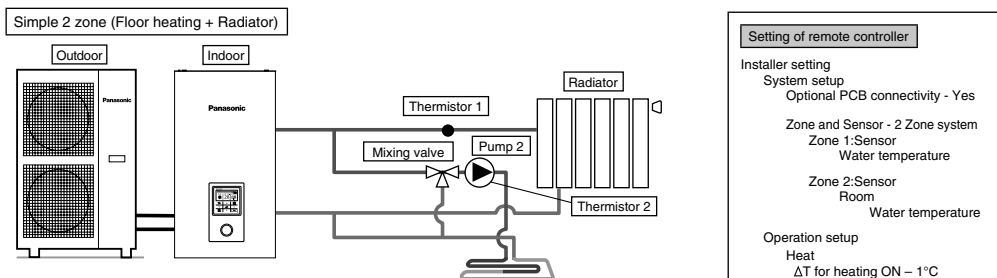 Simple 2 zone (Floor heating + Radiator)
Outdoor
Indoor
Panasonic
Panasonic
Thermistor 1
Radiator
Mixing valve
Pump 2
Thermistor 2
Setting of remote controller
Installer setting
System setup
Optional PCB connectivity - Yes
Zone and Sensor - 2 Zone system
Zone 1:Sensor
Water temperature
Zone 2:Sensor
Room
Water temperature
Operation setup
Heat
ΔT for heating ON – 1°C